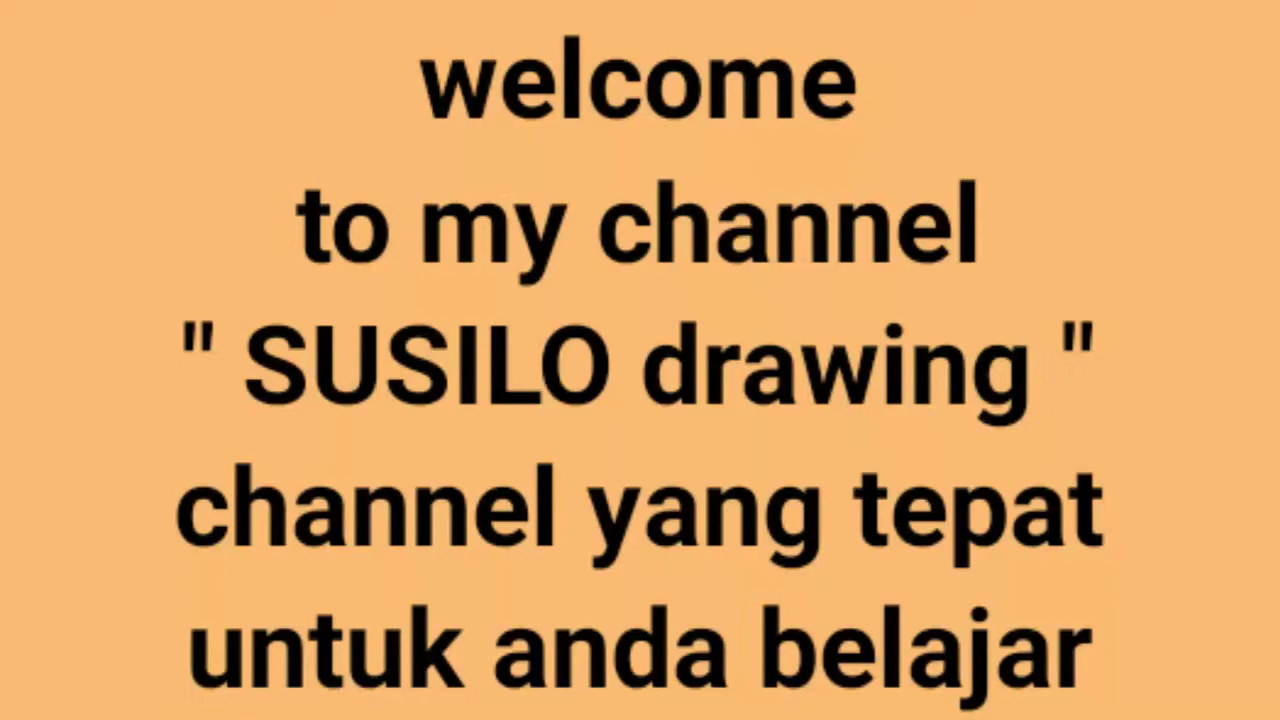 welcome
to my channel
" SUSILO drawing "
channel yang tepat
untuk anda belajar